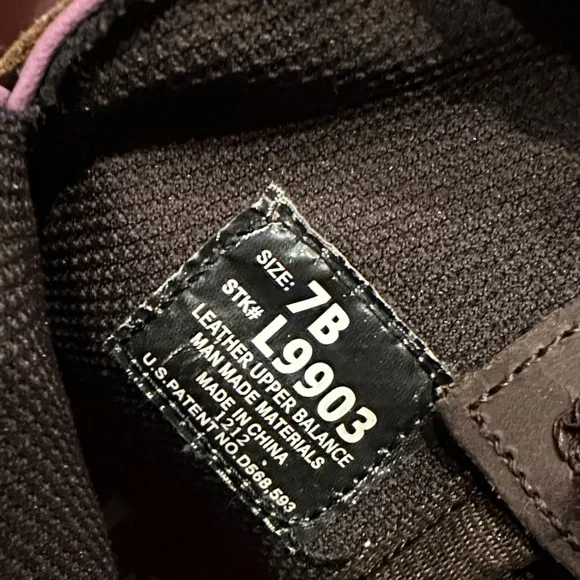 SIZE: 7B
STK# L9903
LEATHER UPPER BALANCE
MAN MADE MATERIALS
MADE IN CHINA
1212
U.S.PATENT NO.D568,593